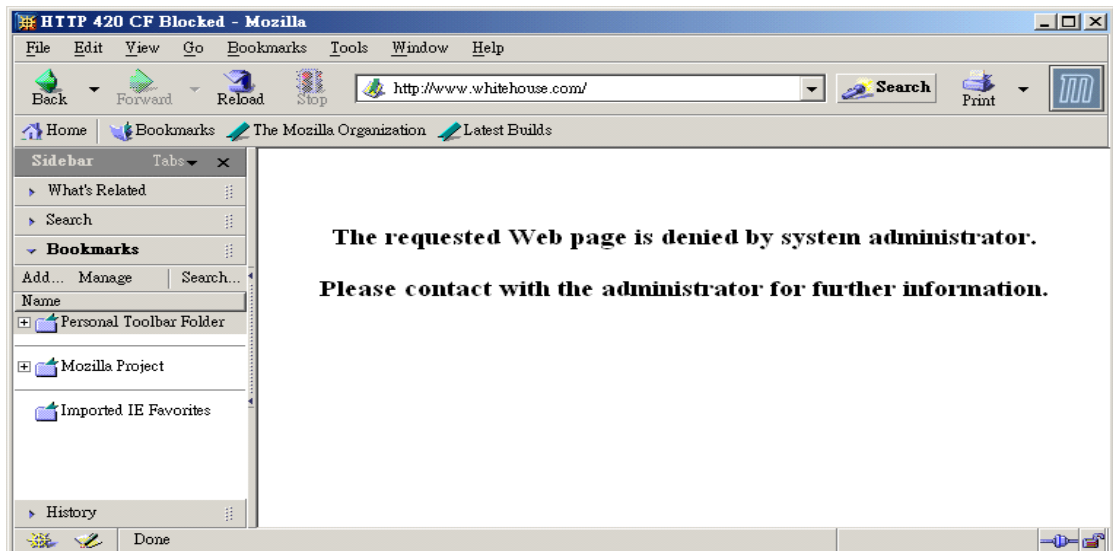 HTTP 420 CF Blocked - Mozilla
File Edit View Go Bookmarks Tools Window Help
Back Forward Reload Stop http://www.whitehouse.com/ Search Print
Home Bookmarks The Mozilla Organization Latest Builds
Sidebar Tabs
What's Related
Search
Bookmarks
Add... Manage Search...
Name
Personal Toolbar Folder
Mozilla Project
Imported IE Favorites
History
The requested Web page is denied by system administrator.
Please contact with the administrator for further information.
Done